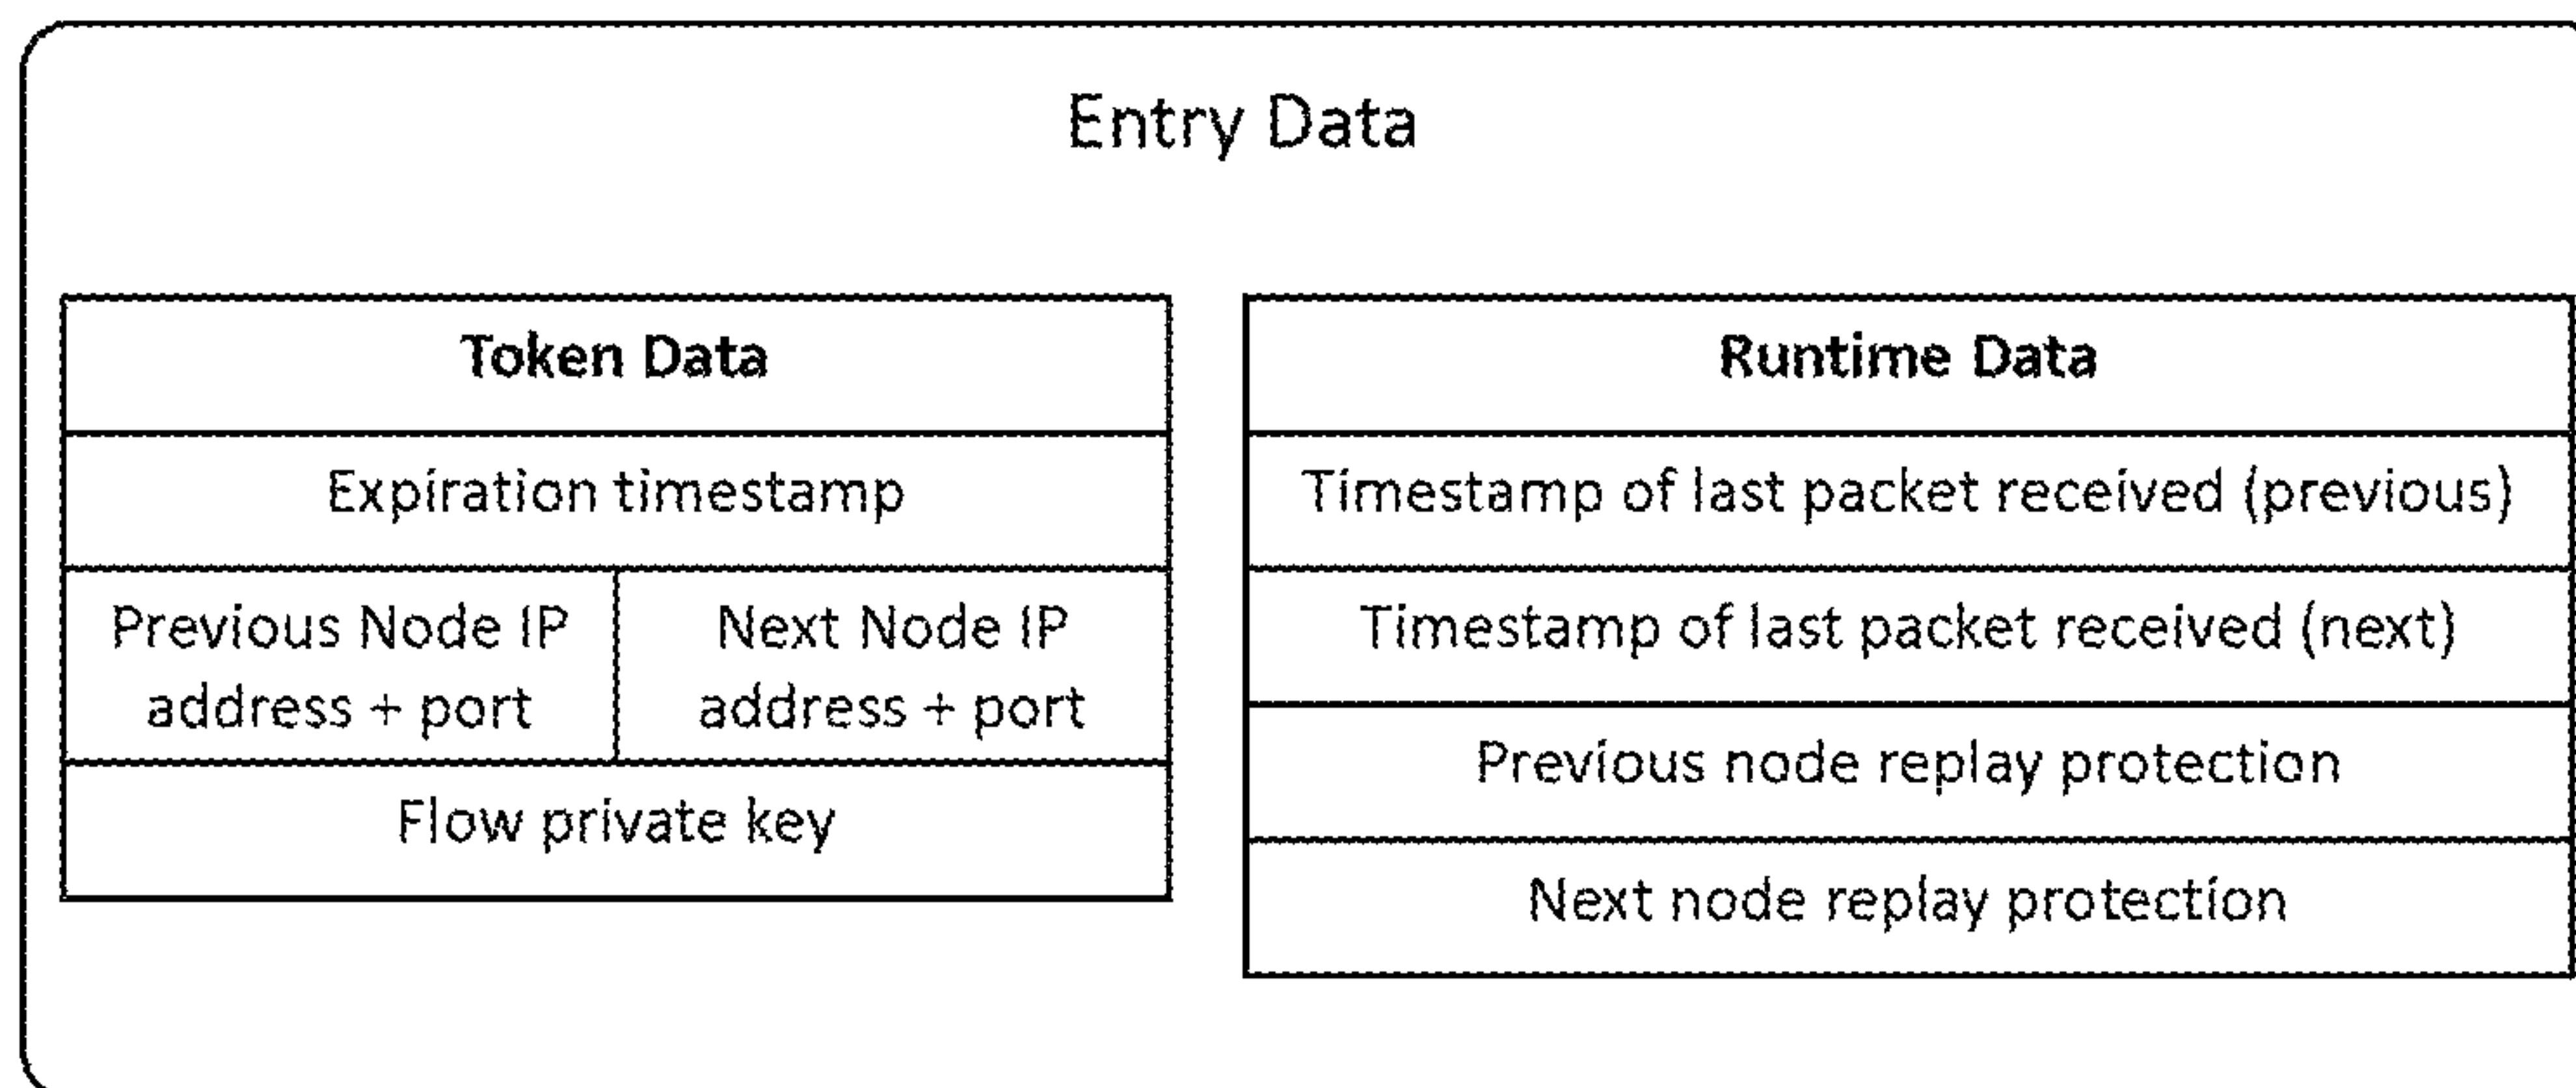 Entry Data
Token Data
Expiration timestamp
Previous Node IP
address + port
Next Node IP
address + port
Flow private key
Runtime Data
Timestamp of last packet received (previous)
Timestamp of last packet received (next)
Previous node replay protection
Next node replay protection